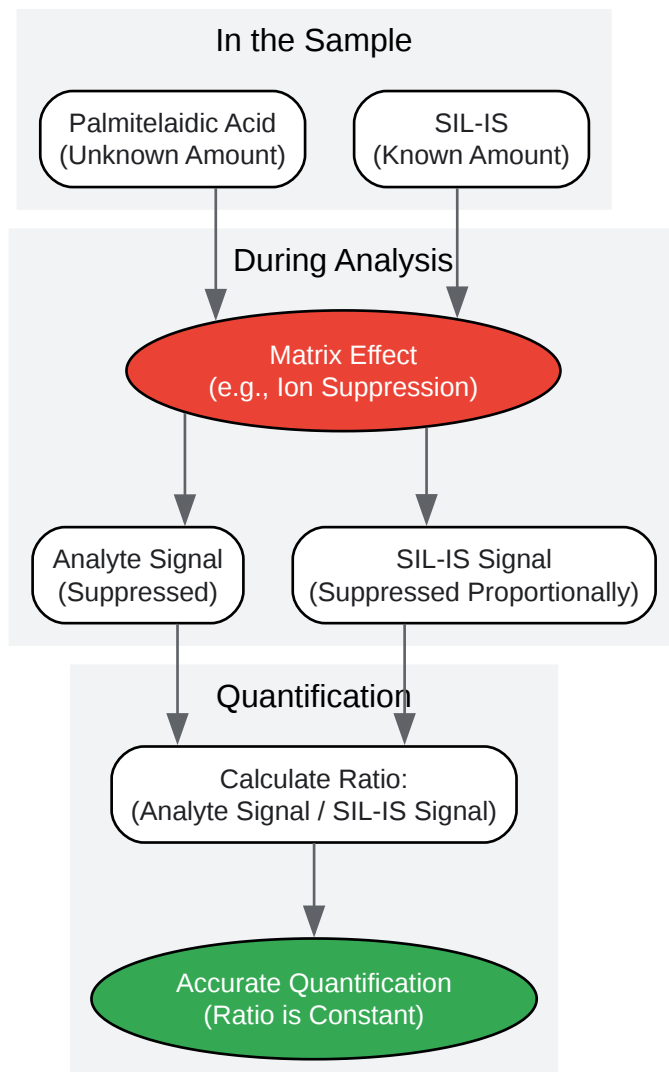 In the Sample
Palmitelaidic Acid
(Unknown Amount)
SIL-IS
(Known Amount)
During Analysis
Matrix Effect
(e.g., Ion Suppression)
Analyte Signal
(Suppressed)
SIL-IS Signal
(Suppressed Proportionally)
Quantification
Calculate Ratio:
(Analyte Signal / SIL-IS Signal)
Accurate Quantification
(Ratio is Constant)